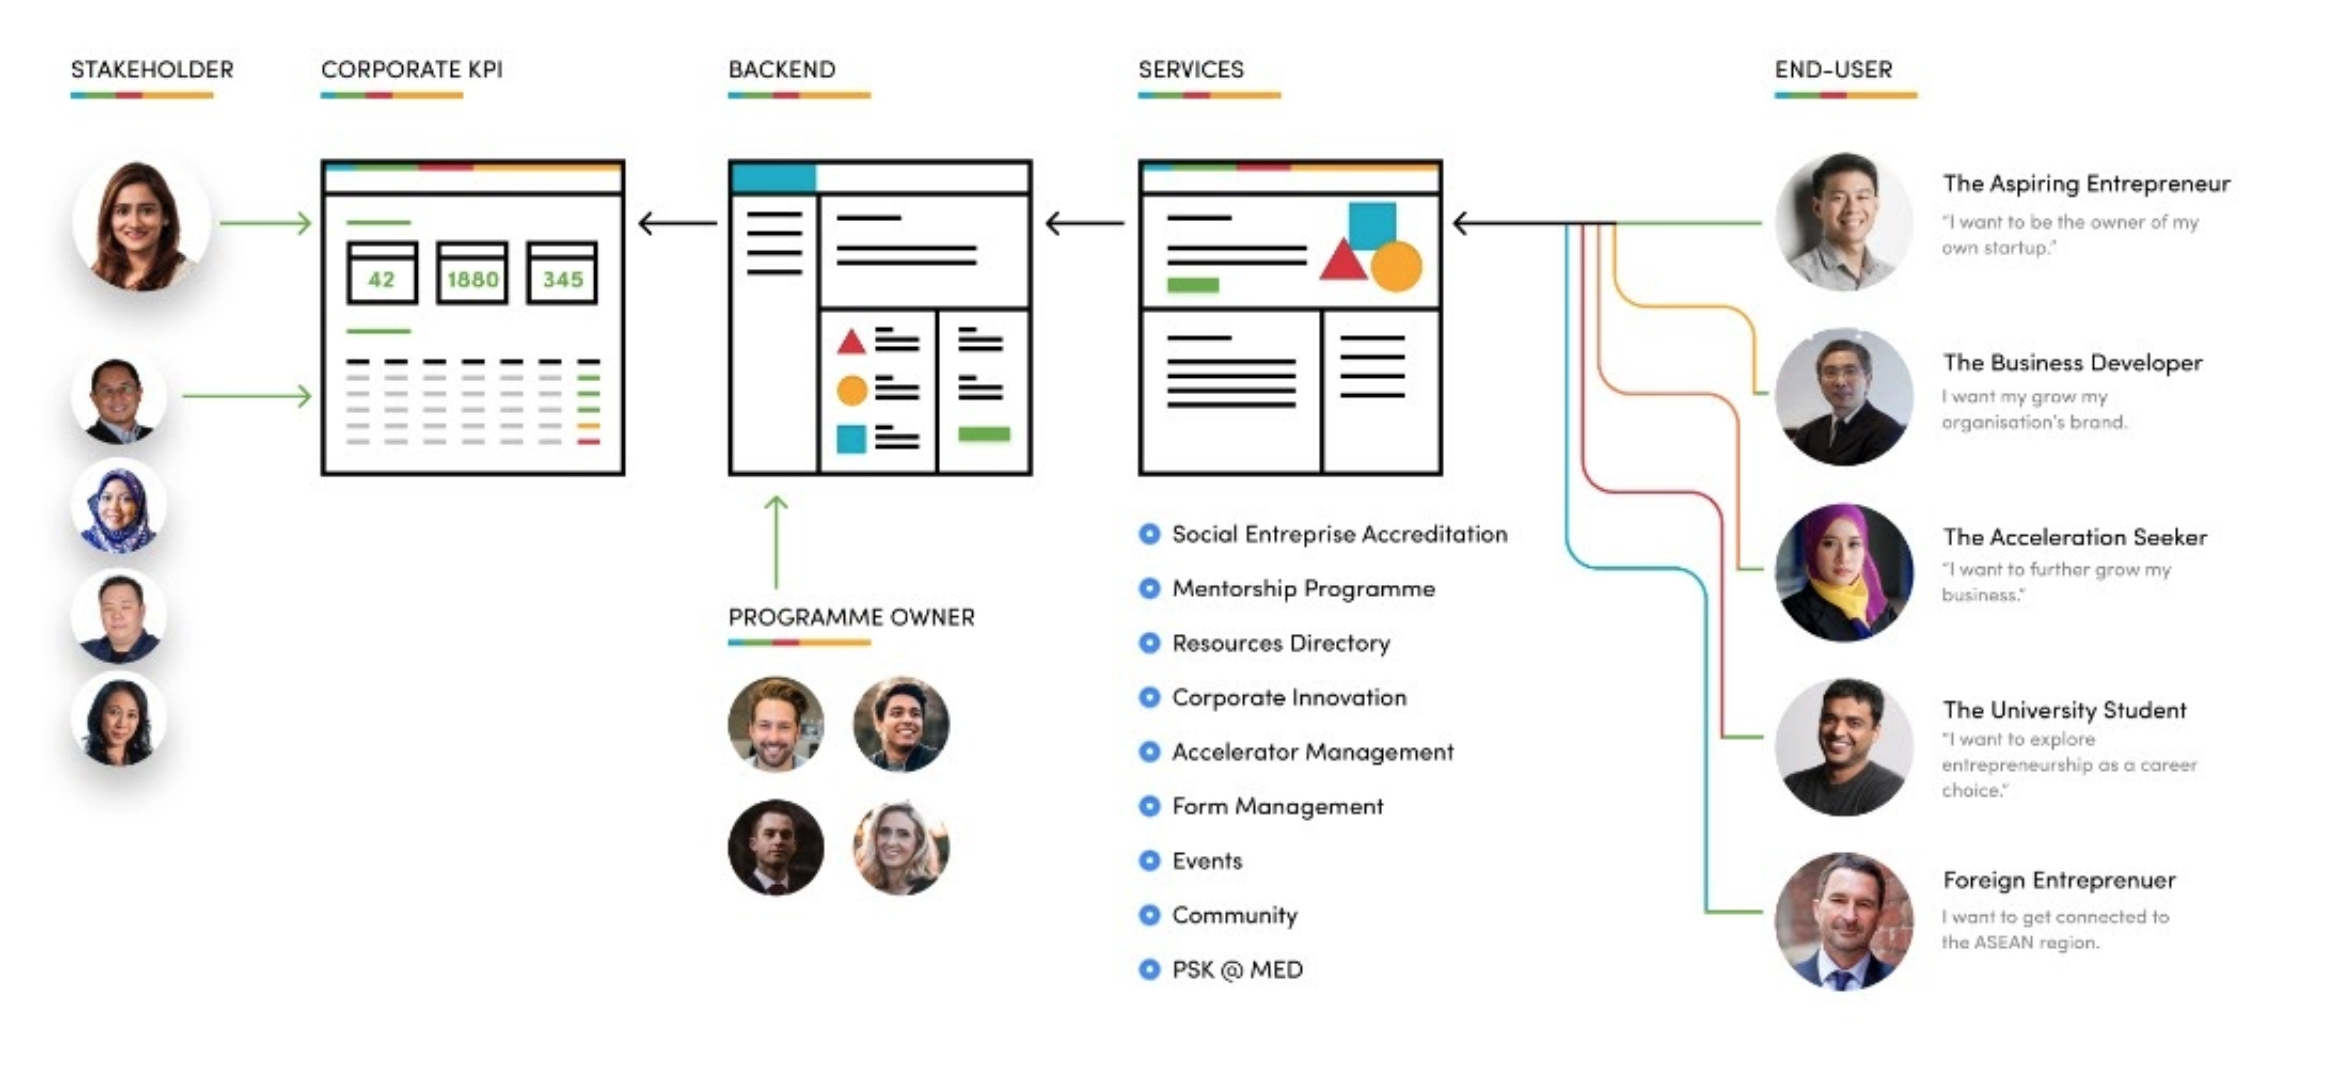 STAKEHOLDER
CORPORATE KPI
BACKEND
SERVICES
END-USER
42
1880
345
PROGRAMME OWNER
Social Entreprise Accreditation
Mentorship Programme
Resources Directory
Corporate Innovation
Accelerator Management
Form Management
Events
Community
PSK @ MED
The Aspiring Entrepreneur
"I want to be the owner of my
own startup."
The Business Developer
I want my grow my
organisation's brand.
The Acceleration Seeker
"I want to further grow my
business."
The University Student
"I want to explore
entrepreneurship as a career
choice."
Foreign Entreprenuer
I want to get connected to
the ASEAN region.